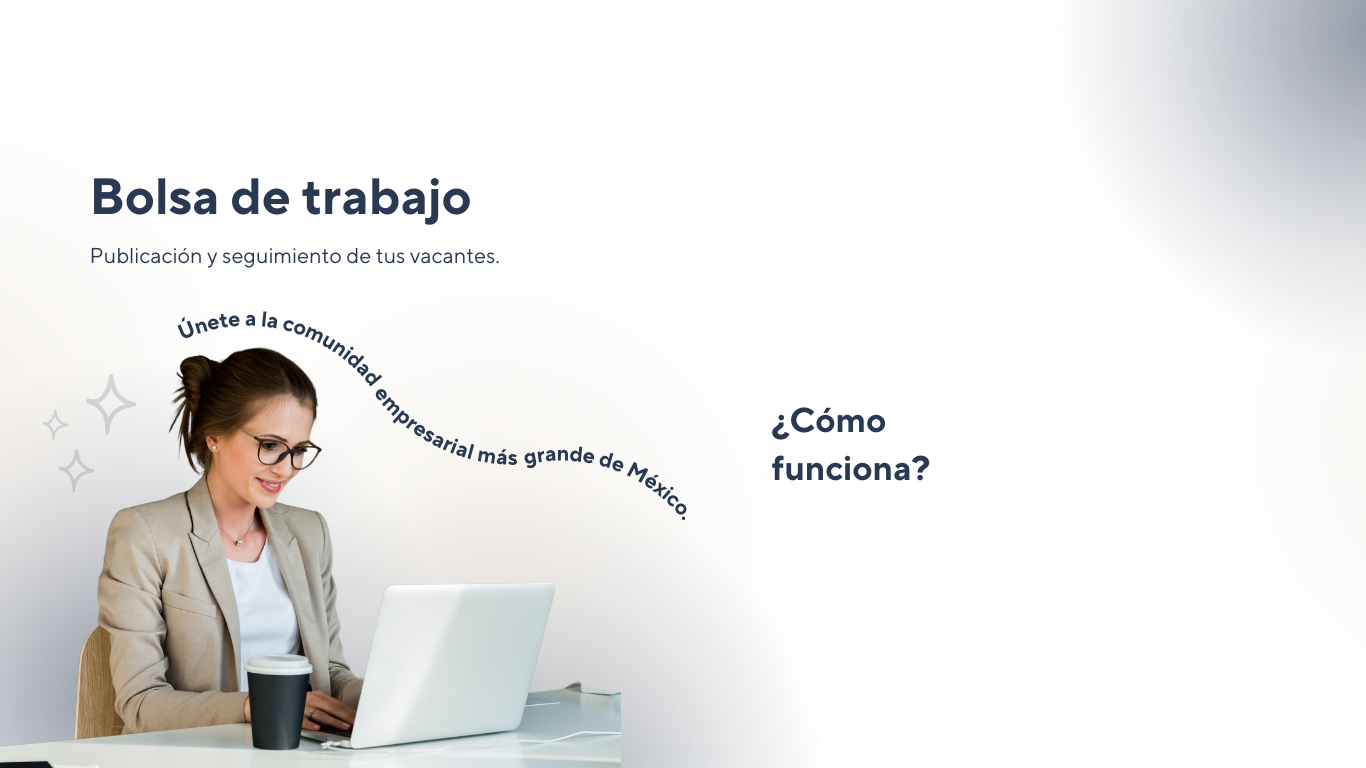 Bolsa de trabajo
Publicación y seguimiento de tus vacantes.
Únete a la comunidad empresarial más grande de México.
¿Cómo
funciona?